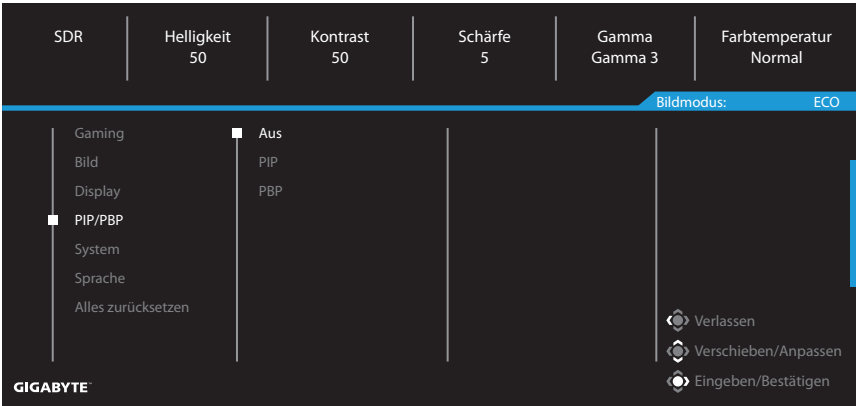 SDR Helligkeit Kontrast Schärfe Gamma Farbtemperatur
50 50 5 Gamma 3 Normal
Bildmodus: ECO
Gaming Aus
Bild PIP
Display PBP
PIP/PBP
System
Sprache
Alles zurücksetzen
Verlassen
Verschieben/Anpassen
GIGABYTE™ Eingeben/Bestätigen